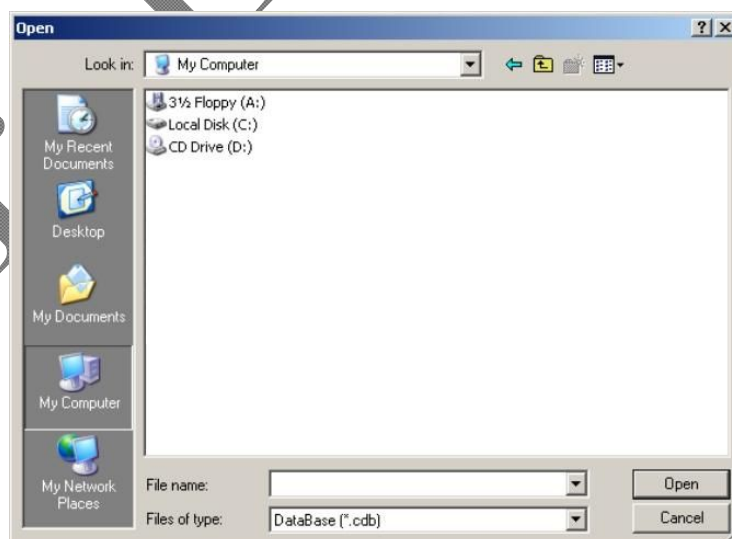 Open
Look in: My Computer
3½ Floppy (A:)
Local Disk (C:)
CD Drive (D:)
My Recent
Documents
Desktop
My Documents
My Computer
My Network
Places
File name:
Open
Files of type: DataBase (*.cdb)
Cancel